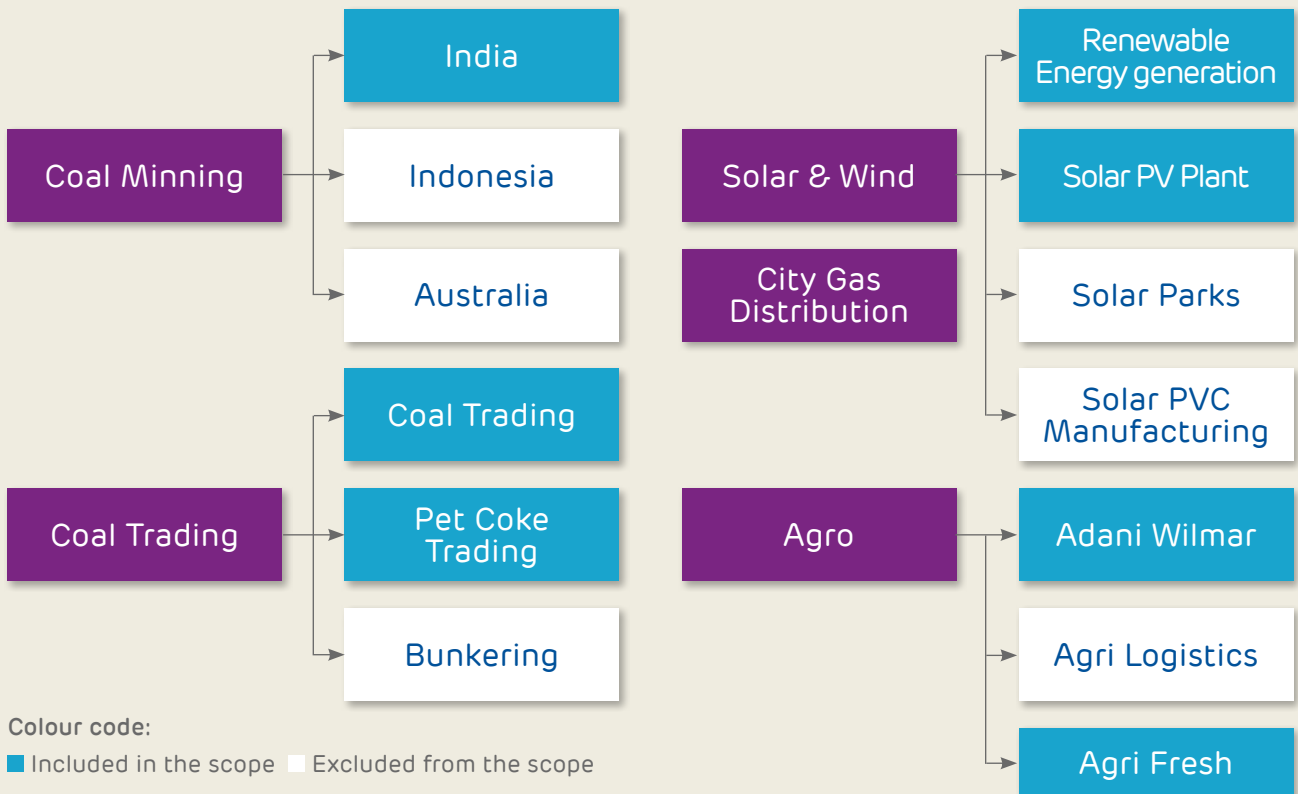 Coal Minning
India
Indonesia
Australia
Coal Trading
Coal Trading
Pet Coke
Trading
Bunkering
Solar & Wind
Renewable
Energy generation
Solar PV Plant
Solar Parks
Solar PVC
Manufacturing
City Gas
Distribution
Agro
Adani Wilmar
Agri Logistics
Agri Fresh
Colour code:
Included in the scope Excluded from the scope